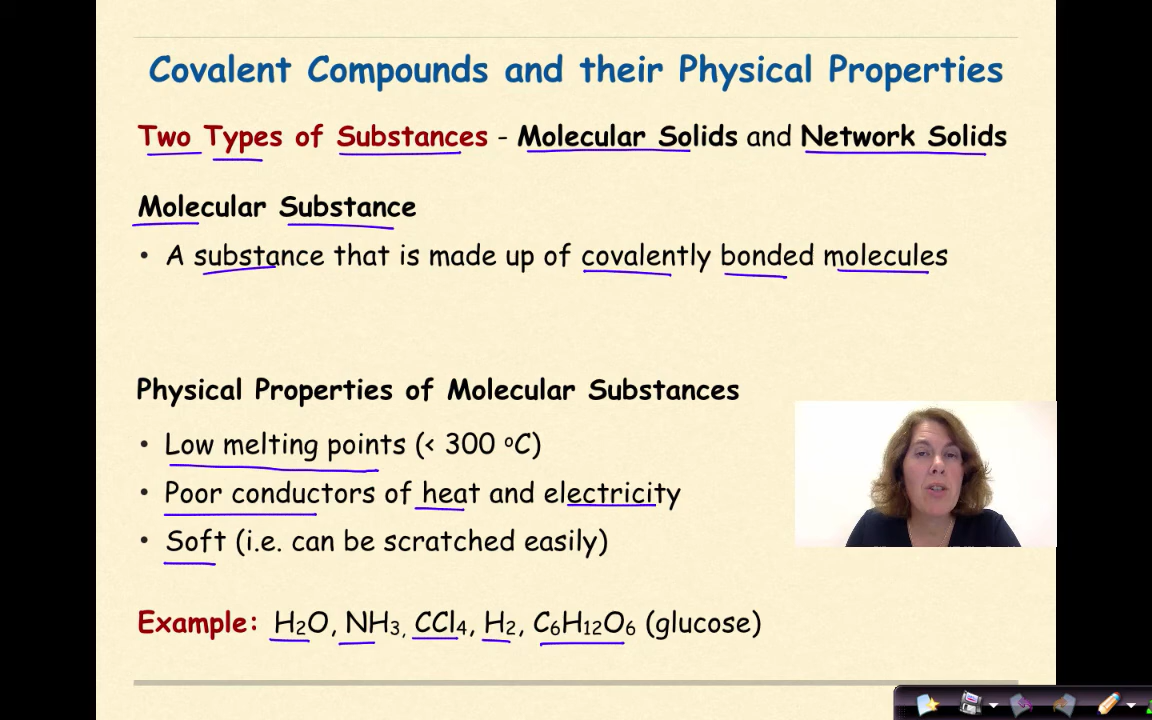 Covalent Compounds and their Physical Properties
Two Types of Substances - Molecular Solids and Network Solids
Molecular Substance
• A substance that is made up of covalently bonded molecules
Physical Properties of Molecular Substances
• Low melting points (< 300 ºC)
• Poor conductors of heat and electricity
• Soft (i.e. can be scratched easily)
Example: H₂O, NH₃, CCl₄, H₂, C₆H₁₂O₆ (glucose)